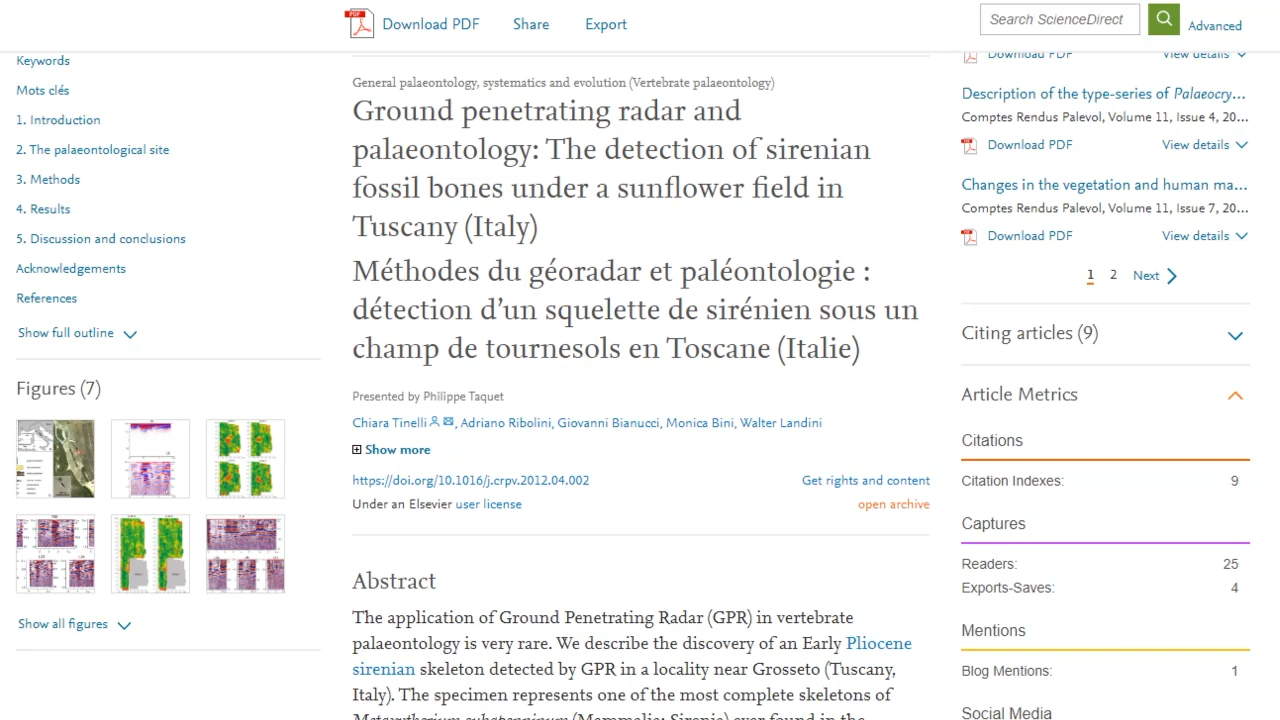 Download PDF
Share
Export
Search ScienceDirect
Advanced
Keywords
Mots clés
1. Introduction
2. The palaeontological site
3. Methods
4. Results
5. Discussion and conclusions
Acknowledgements
References
Show full outline
Figures (7)
Show all figures
General palaeontology, systematics and evolution (Vertebrate palaeontology)
Ground penetrating radar and
palaeontology: The detection of sirenian
fossil bones under a sunflower field in
Tuscany (Italy)
Méthodes du géoradar et paléontologie :
détection d'un squelette de sirénien sous un
champ de tournesols en Toscane (Italie)
Presented by Philippe Taquet
Chiara Tinelli, Adriano Ribolini, Giovanni Bianucci, Monica Bini, Walter Landini
Show more
https://doi.org/10.1016/j.crpv.2012.04.002
Get rights and content
Under an Elsevier user license
open archive
Abstract
The application of Ground Penetrating Radar (GPR) in vertebrate
palaeontology is very rare. We describe the discovery of an Early Pliocene
sirenian skeleton detected by GPR in a locality near Grosseto (Tuscany,
Italy). The specimen represents one of the most complete skeletons of
Metaxytherium subapenninum (Mammalia: Sirenia) ever found in the
Download PDF
View details
Description of the type-series of Palaeocry...
Comptes Rendus Palevol, Volume 11, Issue 4, 20...
Download PDF
View details
Changes in the vegetation and human ma...
Comptes Rendus Palevol, Volume 11, Issue 7, 20...
Download PDF
View details
1 2 Next
Citing articles (9)
Article Metrics
Citations
Citation Indexes: 9
Captures
Readers: 25
Exports-Saves: 4
Mentions
Blog Mentions: 1
Social Media